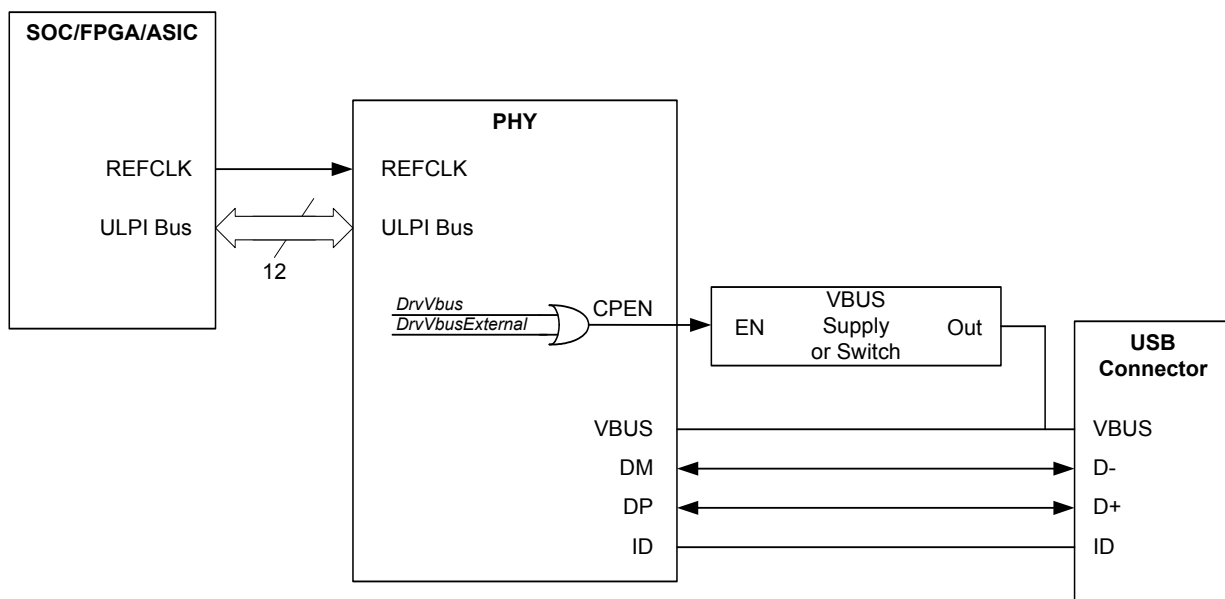 SOC/FPGA/ASIC
REFCLK
ULPI Bus
12
PHY
REFCLK
ULPI Bus
DrvVbus
DrvVbusExternal
CPEN
VBUS
DM
DP
ID
EN
VBUS
Supply
or Switch
Out
USB
Connector
VBUS
D-
D+
ID